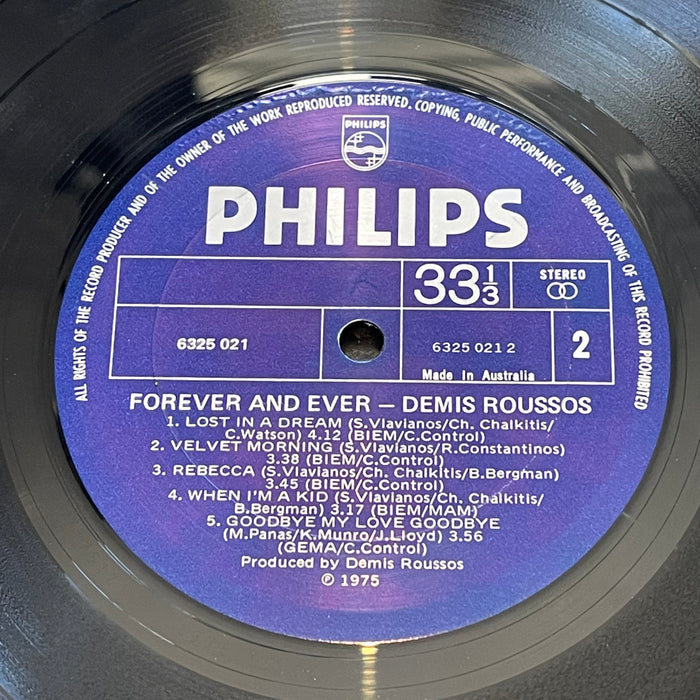 ALL RIGHTS OF THE RECORD PRODUCER AND OF THE OWNER OF THE WORK REPRODUCED RESERVED. COPYING, PUBLIC PERFORMANCE AND BROADCASTING OF THIS RECORD PROHIBITED
PHILIPS
PHILIPS
33⅓ STEREO
6325 021 6325 021 2 2
Made in Australia
FOREVER AND EVER – DEMIS ROUSSOS
1. LOST IN A DREAM (S.Vlavianos/Ch. Chalkitis/
C.Watson) 4.12 (BIEM/C.Control)
2. VELVET MORNING (S.Vlavianos/R.Constantinos)
3.38 (BIEM/C.Control)
3. REBECCA (S.Vlavianos/Ch. Chalkitis/B.Bergman)
3.45 (BIEM/C.Control)
4. WHEN I'M A KID (S.Vlavianos/Ch. Chalkitis/
B.Bergman) 3.17 (BIEM/MAM)
5. GOODBYE MY LOVE GOODBYE
(M.Panas/K.Munro/J.Lloyd) 3.56
(GEMA/C.Control)
Produced by Demis Roussos
℗ 1975